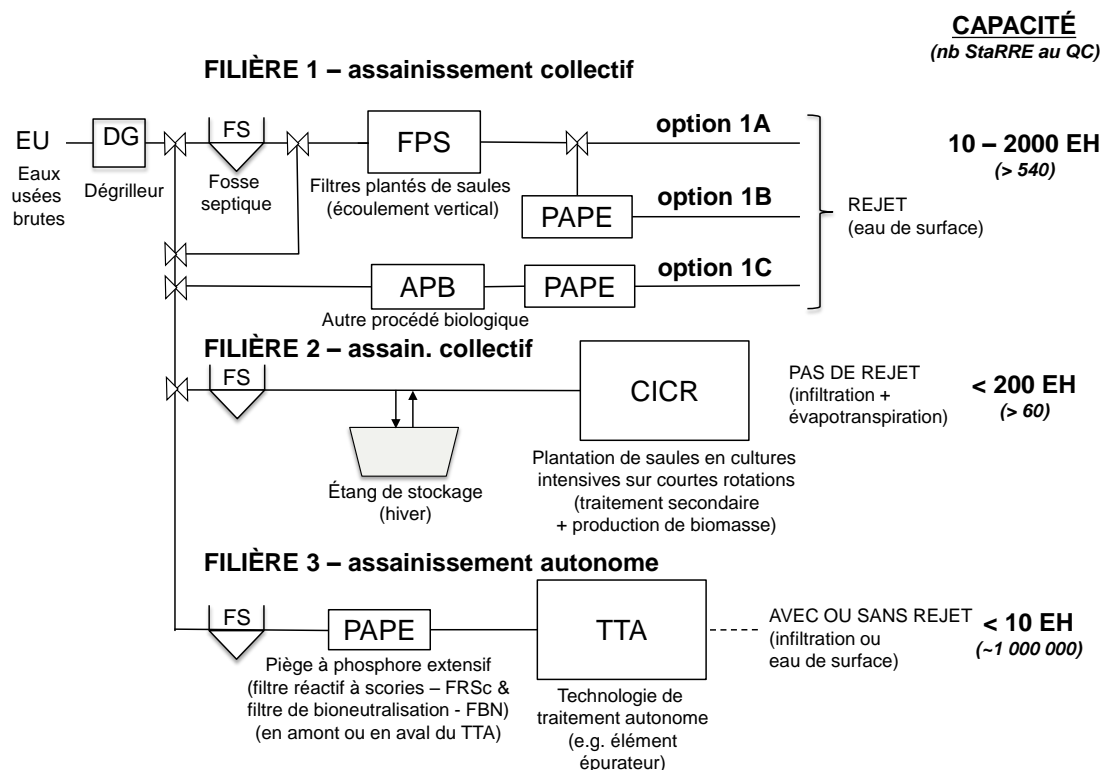 CAPACITÉ
(nb StaRRE au QC)
FILIÈRE 1 – assainissement collectif
EU
Eaux
usées
brutes
DG
Dégrilleur
FS
Fosse
septique
FPS
Filtres plantés de saules
(écoulement vertical)
option 1A
PAPE
option 1B
APB
Autre procédé biologique
PAPE
option 1C
REJET
(eau de surface)
10 – 2000 EH
(> 540)
FILIÈRE 2 – assain. collectif
FS
Étang de stockage
(hiver)
CICR
Plantation de saules en cultures
intensives sur courtes rotations
(traitement secondaire
+ production de biomasse)
PAS DE REJET
(infiltration +
évapotranspiration)
< 200 EH
(> 60)
FILIÈRE 3 – assainissement autonome
FS
PAPE
Piège à phosphore extensif
(filtre réactif à scories – FRSc &
filtre de bioneutralisation - FBN)
(en amont ou en aval du TTA)
TTA
Technologie de
traitement autonome
(e.g. élément
épurateur)
AVEC OU SANS REJET
(infiltration ou
eau de surface)
< 10 EH
(~1 000 000)